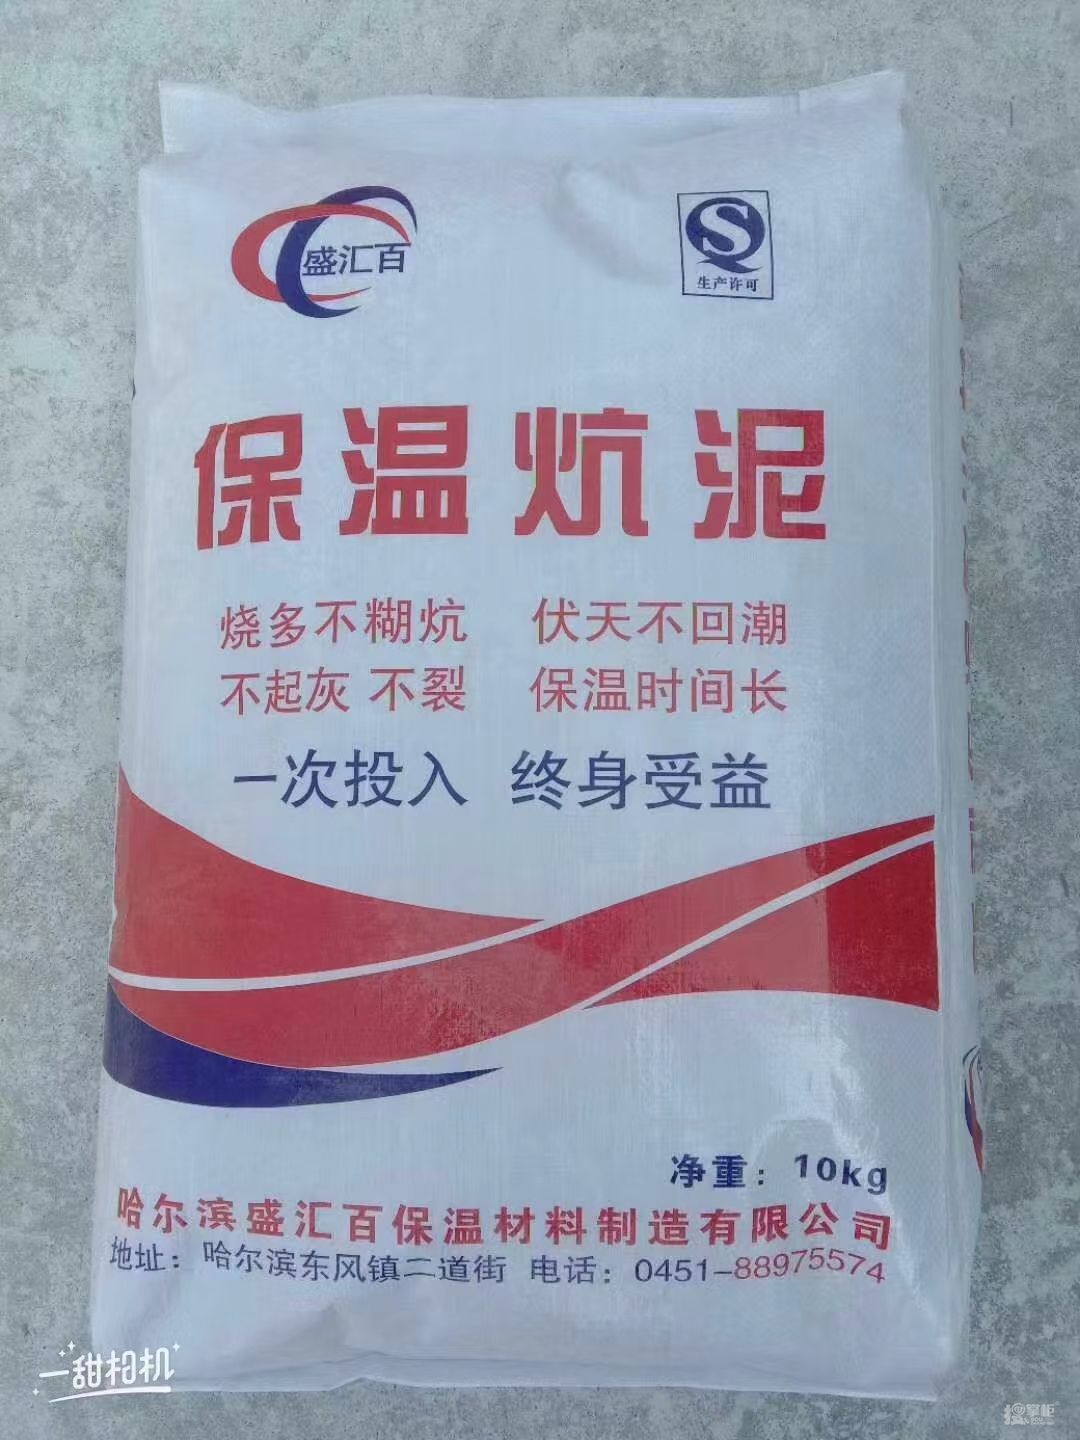 盛汇百
生产许可
保温炕泥
烧多不糊炕 伏天不回潮
不起灰 不裂 保温时间长
一次投入 终身受益
净重：10kg
哈尔滨盛汇百保温材料制造有限公司
地址：哈尔滨东风镇二道街 电话：0451-88975574
一甜相机